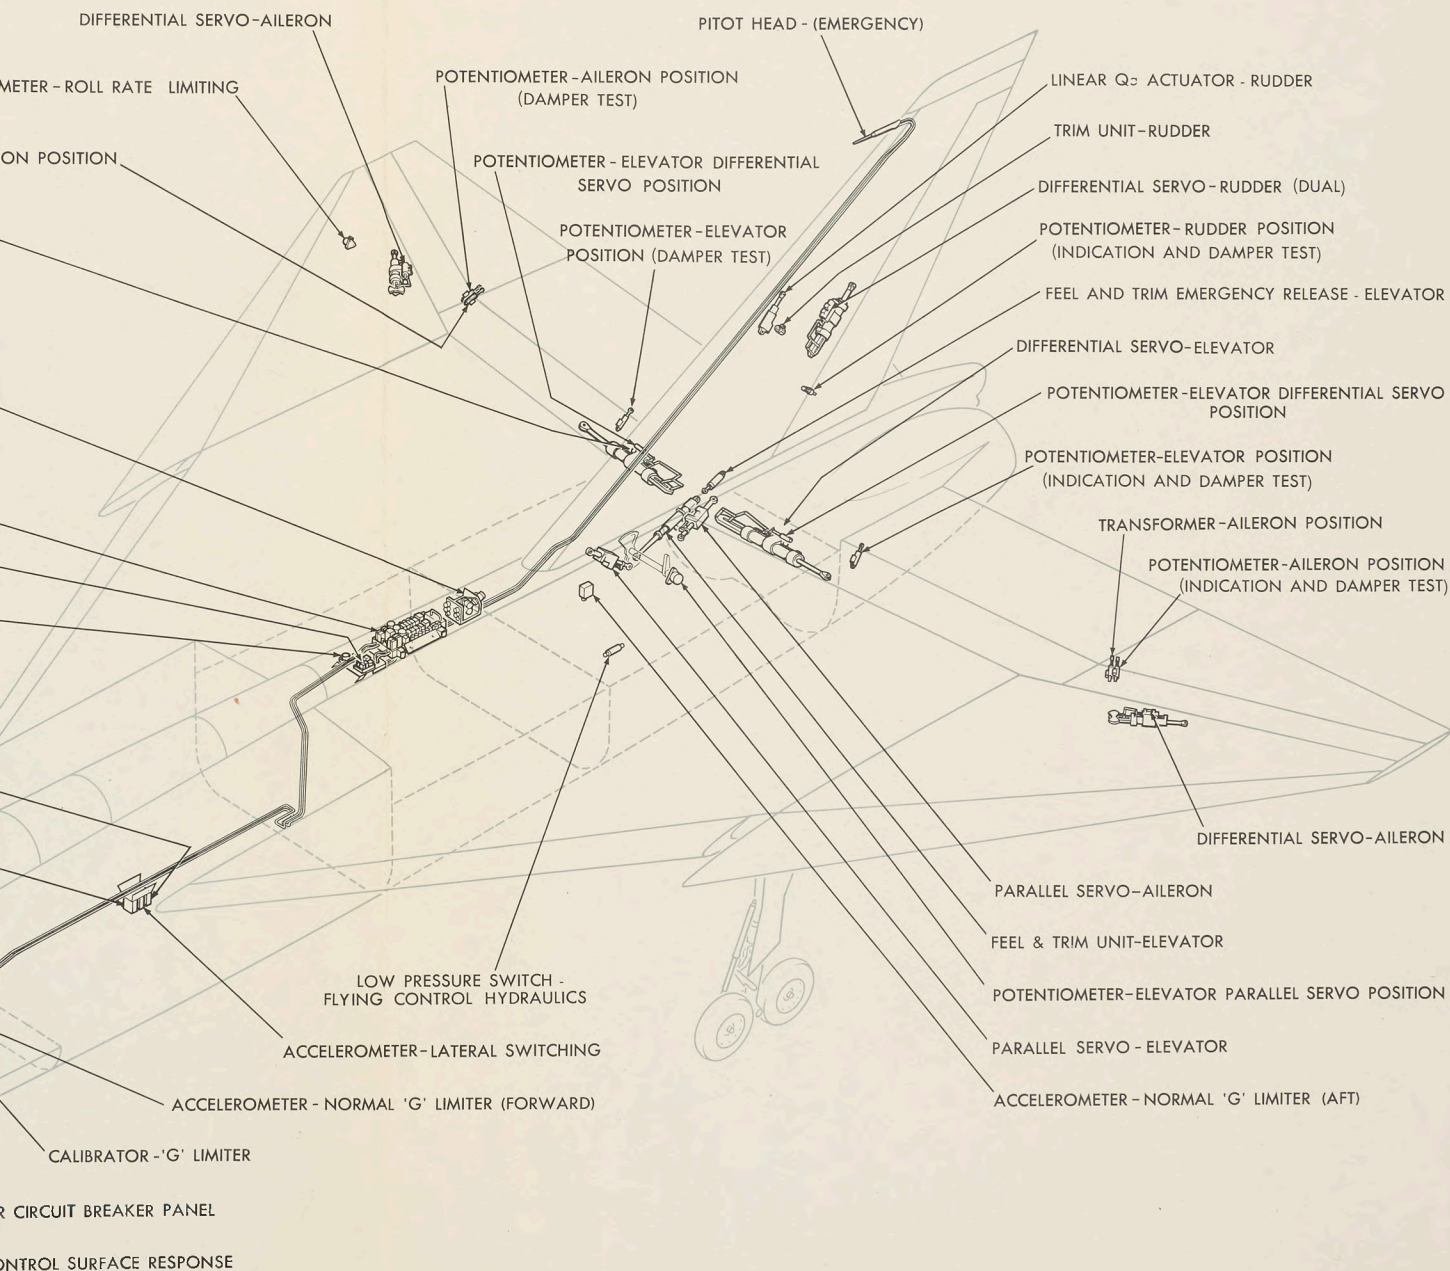 DIFFERENTIAL SERVO-AILERON
PITOT HEAD - (EMERGENCY)
METER - ROLL RATE LIMITING
POTENTIOMETER - AILERON POSITION
(DAMPER TEST)
LINEAR ACTUATOR - RUDDER
TRIM UNIT-RUDDER
ON POSITION
POTENTIOMETER - ELEVATOR DIFFERENTIAL
SERVO POSITION
DIFFERENTIAL SERVO-RUDDER (DUAL)
POTENTIOMETER-ELEVATOR
POSITION (DAMPER TEST)
POTENTIOMETER-RUDDER POSITION
(INDICATION AND DAMPER TEST)
FEEL AND TRIM EMERGENCY RELEASE - ELEVATOR
DIFFERENTIAL SERVO-ELEVATOR
POTENTIOMETER-ELEVATOR DIFFERENTIAL SERVO
POSITION
POTENTIOMETER-ELEVATOR POSITION
(INDICATION AND DAMPER TEST)
TRANSFORMER-AILERON POSITION
POTENTIOMETER-AILERON POSITION
(INDICATION AND DAMPER TEST)
DIFFERENTIAL SERVO-AILERON
PARALLEL SERVO-AILERON
FEEL & TRIM UNIT-ELEVATOR
LOW PRESSURE SWITCH -
FLYING CONTROL HYDRAULICS
POTENTIOMETER-ELEVATOR PARALLEL SERVO POSITION
ACCELEROMETER-LATERAL SWITCHING
PARALLEL SERVO - ELEVATOR
ACCELEROMETER - NORMAL 'G' LIMITER (FORWARD)
ACCELEROMETER - NORMAL 'G' LIMITER (AFT)
CALIBRATOR -'G' LIMITER
R CIRCUIT BREAKER PANEL
ONTROL SURFACE RESPONSE